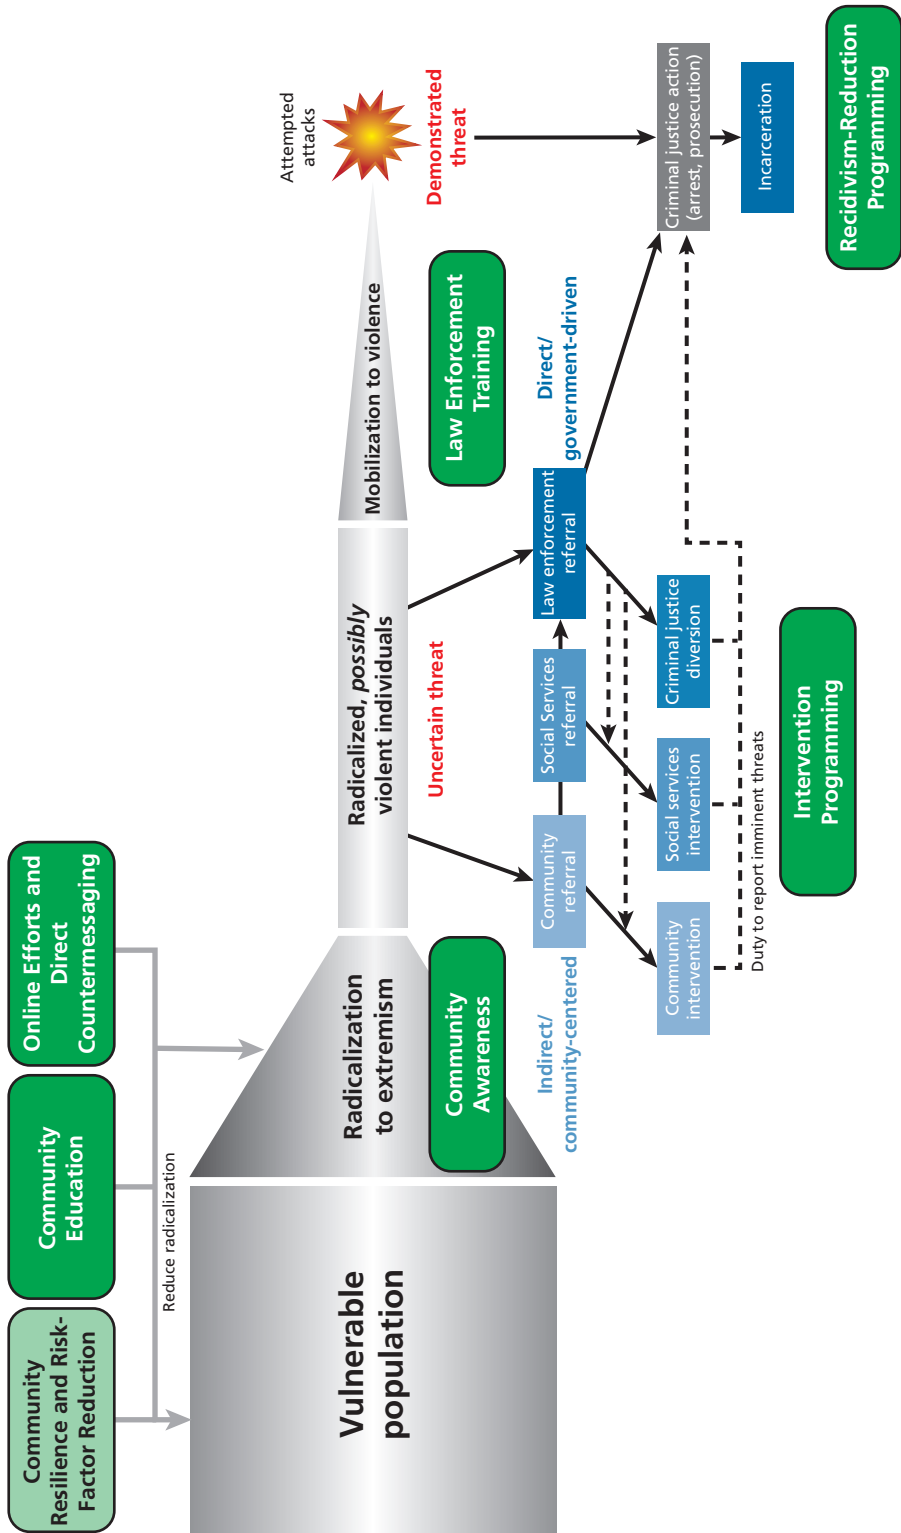 Community
Resilience and Risk-
Factor Reduction
Community
Education
Online Efforts and
Direct
Countermessaging
Reduce radicalization
Vulnerable
population
Radicalization
to extremism
Radicalized, possibly
violent individuals
Mobilization to violence
Attempted
attacks
Community
Awareness
Uncertain threat
Law Enforcement
Training
Demonstrated
threat
Indirect/
community-centered
Community
referral
Social Services
referral
Law enforcement
referral
Direct/
government-driven
Community
intervention
Social services
intervention
Criminal justice
diversion
Criminal justice action
(arrest, prosecution)
Duty to report imminent threats
Incarceration
Intervention
Programming
Recidivism-Reduction
Programming